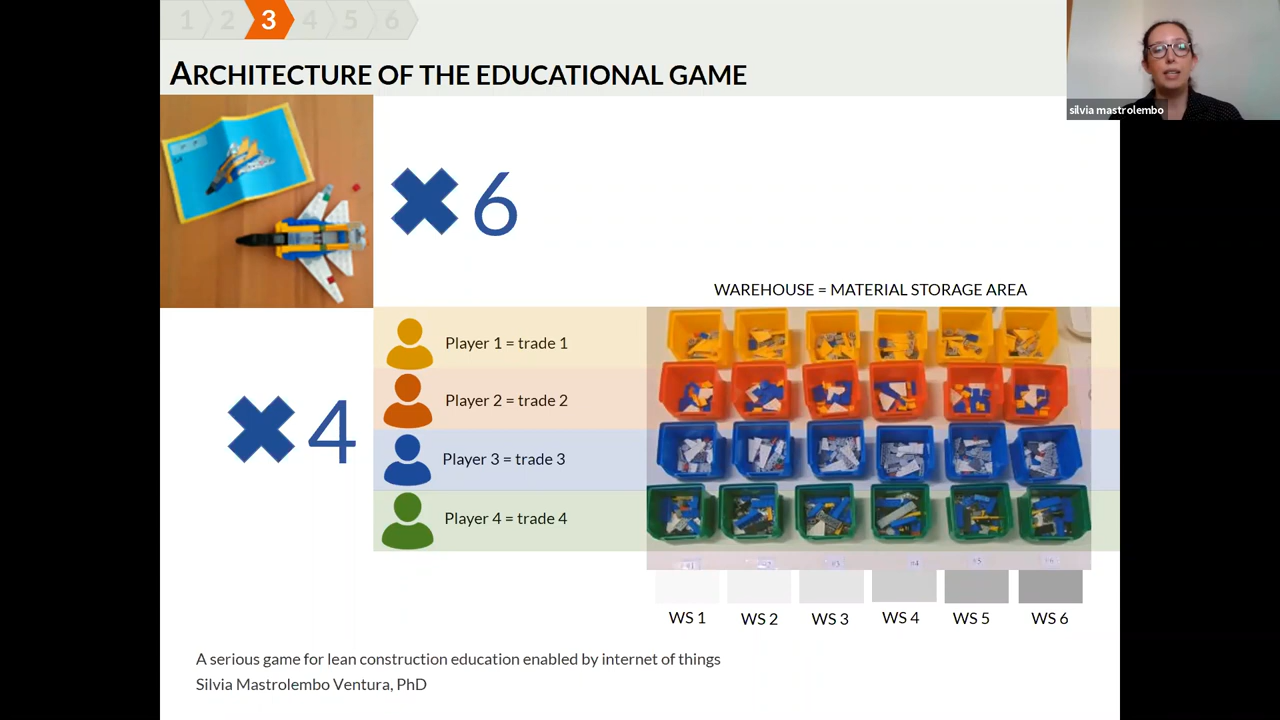 1 2 3 4 5 6
silvia mastrolembo
ARCHITECTURE OF THE EDUCATIONAL GAME
✖ 6
WAREHOUSE = MATERIAL STORAGE AREA
✖ 4
Player 1 = trade 1
Player 2 = trade 2
Player 3 = trade 3
Player 4 = trade 4
WS 1 WS 2 WS 3 WS 4 WS 5 WS 6
A serious game for lean construction education enabled by internet of things
Silvia Mastrolembo Ventura, PhD